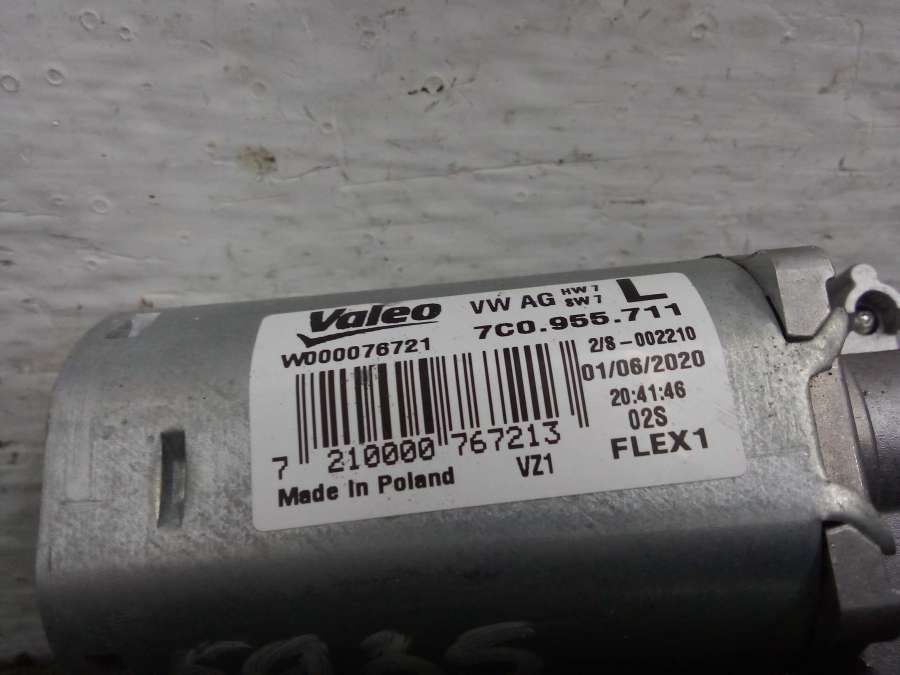 Valeo
VW AG HW 7 L
SW 7
7C0.955.711
W000076721
2/8-002210
01/06/2020
20:41:46
02S
FLEX1
7 210000 767213
VZ1
Made In Poland